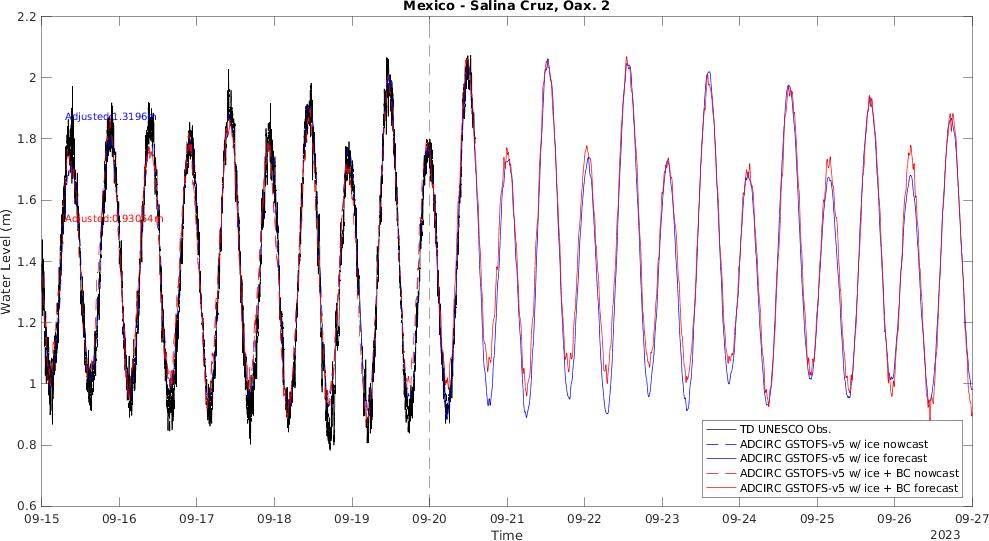 Mexico - Salina Cruz, Oax. 2
2.2
2
1.8
1.6
1.4
1.2
1
0.8
0.6
Water Level (m)
Adjusted:1.3196m
Adjusted:0.93054m
TD UNESCO Obs.
ADCIRC GSTOFS-v5 w/ ice nowcast
ADCIRC GSTOFS-v5 w/ ice forecast
ADCIRC GSTOFS-v5 w/ ice + BC nowcast
ADCIRC GSTOFS-v5 w/ ice + BC forecast
09-15 09-16 09-17 09-18 09-19 09-20 09-21 09-22 09-23 09-24 09-25 09-26 09-27
Time
2023